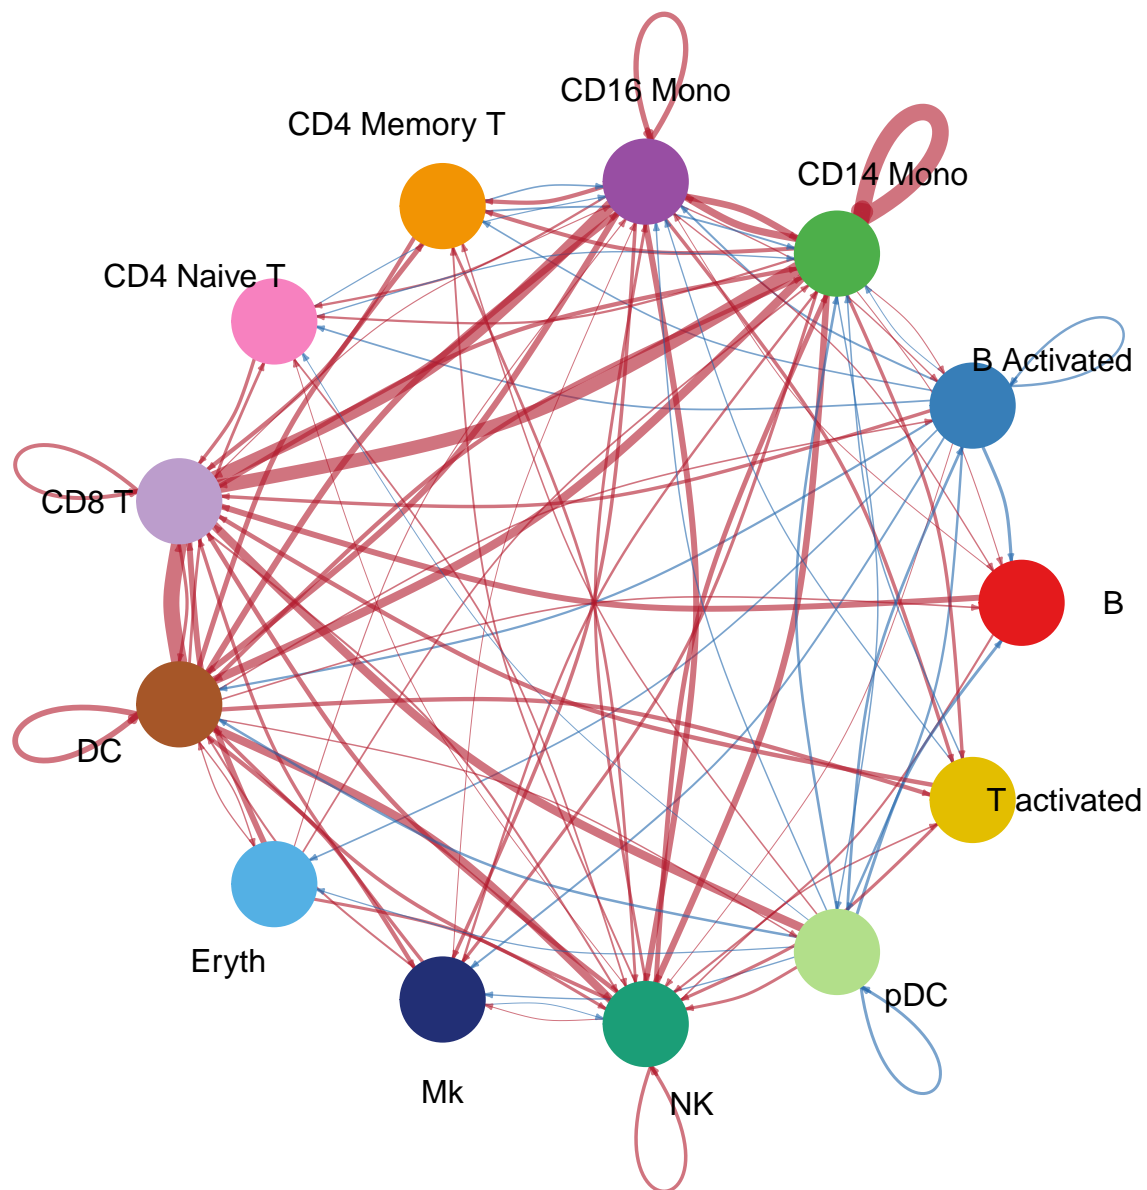 CD16 Mono
CD4 Memory T
CD14 Mono
CD4 Naive T
B Activated
CD8 T
B
DC
T activated
Eryth
pDC
Mk
NK